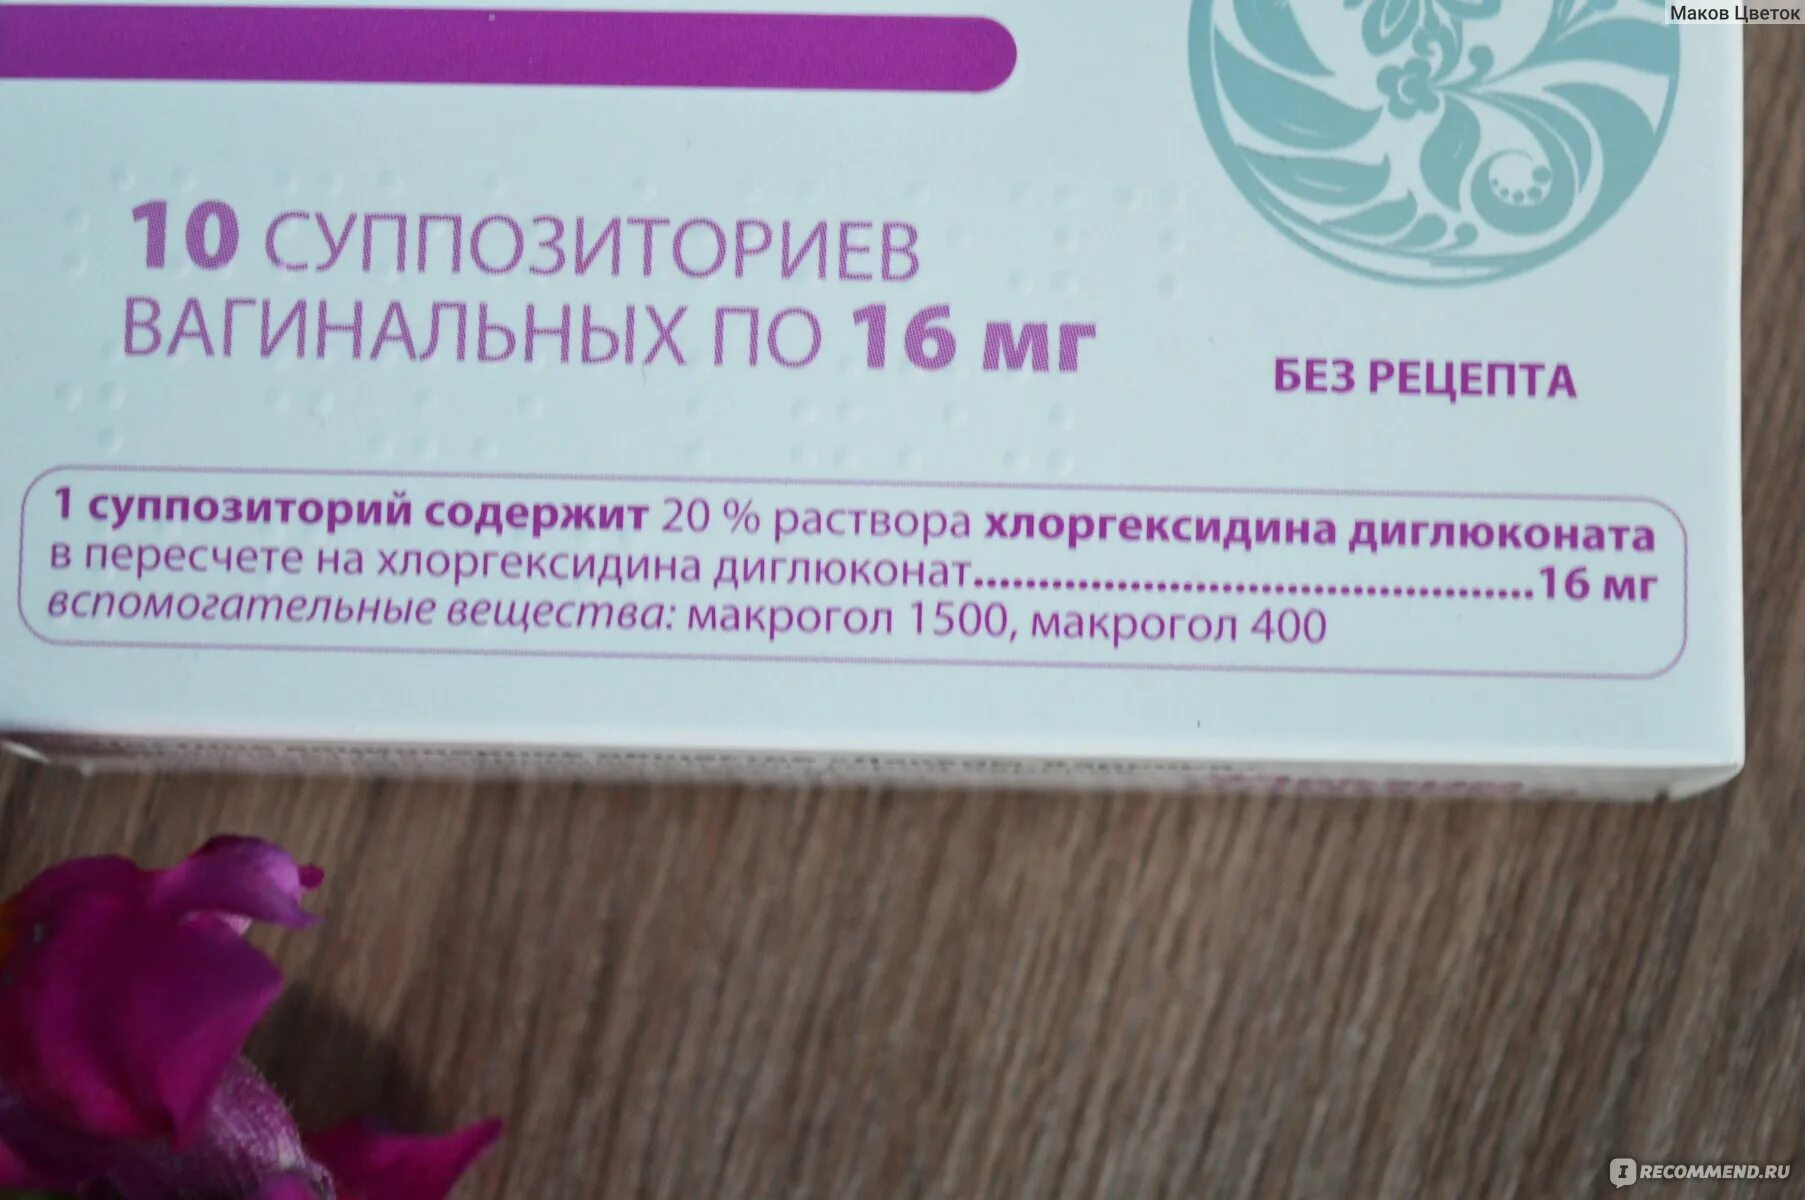 Маков Цветок
10 СУППОЗИТОРИЕВ
ВАГИНАЛЬНЫХ ПО 16 мг
БЕЗ РЕЦЕПТА
1 суппозиторий содержит 20 % раствора хлоргексидина диглюконата
в пересчете на хлоргексидина диглюконат............................................16 мг
вспомогательные вещества: макрогол 1500, макрогол 400
IRECOMMEND.RU